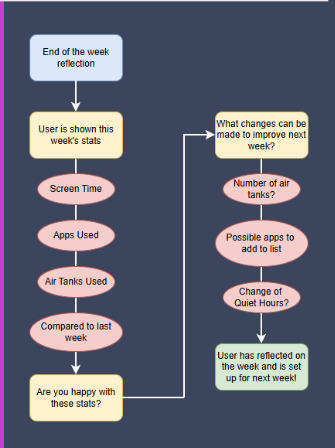 End of the week
reflection
User is shown this
week's stats
Screen Time
Apps Used
Air Tanks Used
Compared to last
week
Are you happy with
these stats?
What changes can be
made to improve next
week?
Number of air
tanks?
Possible apps to
add to list
Change of
Quiet Hours?
User has reflected on
the week and is set
up for next week!